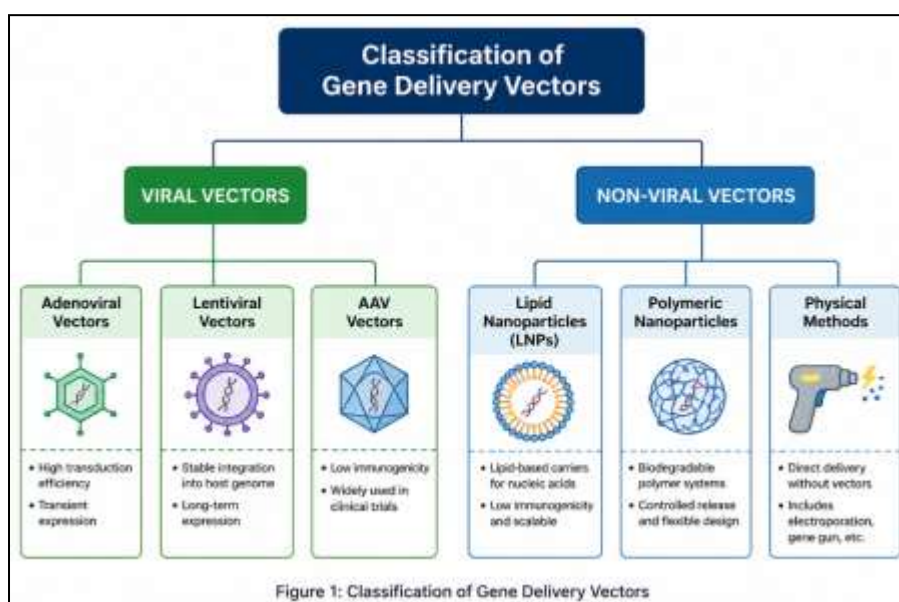 Classification of
Gene Delivery Vectors
VIRAL VECTORS
NON-VIRAL VECTORS
Adenoviral
Vectors
• High transduction
efficiency
• Transient
expression
Lentiviral
Vectors
• Stable integration
into host genome
• Long-term
expression
AAV
Vectors
• Low immunogenicity
• Widely used in
clinical trials
Lipid
Nanoparticles
(LNPs)
• Lipid-based carriers
for nucleic acids
• Low immunogenicity
and scalable
Polymeric
Nanoparticles
• Biodegradable
polymer systems
• Controlled release
and flexible design
Physical
Methods
• Direct delivery
without vectors
• Includes
electroporation,
gene gun, etc.
Figure 1: Classification of Gene Delivery Vectors